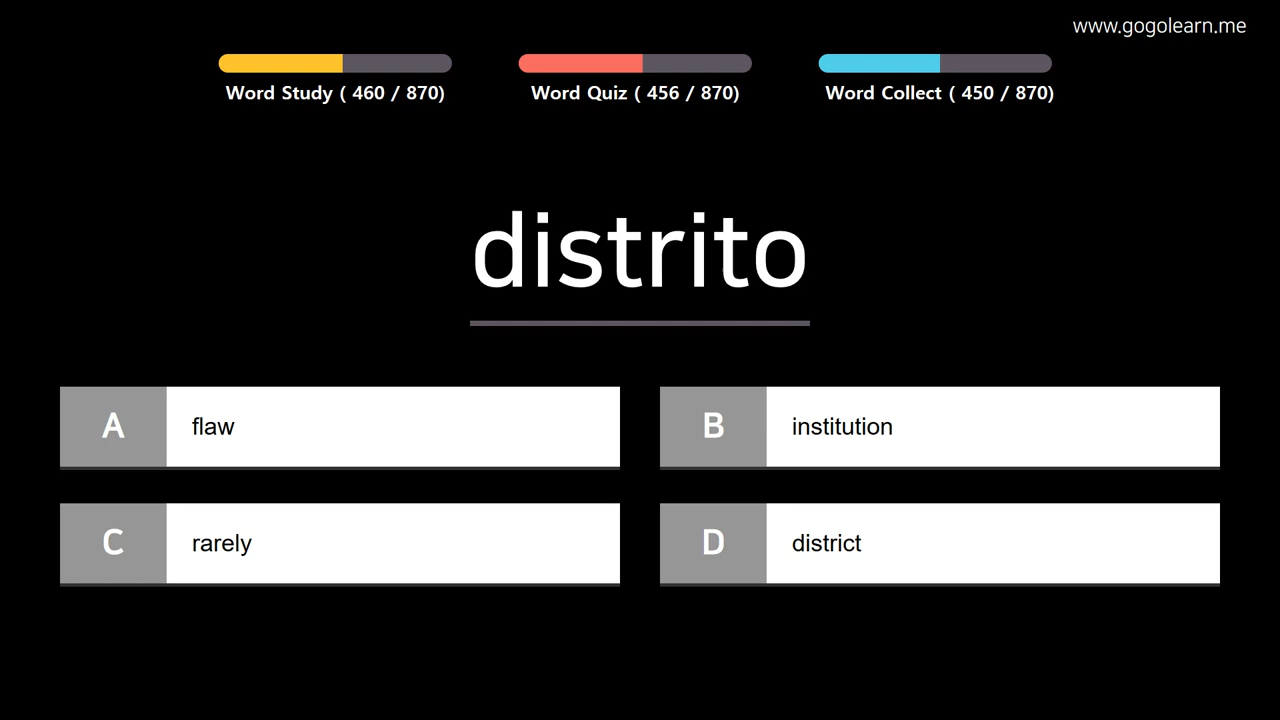 www.gogolearn.me
Word Study ( 460 / 870)
Word Quiz ( 456 / 870)
Word Collect ( 450 / 870)
distrito
A flaw
B institution
C rarely
D district